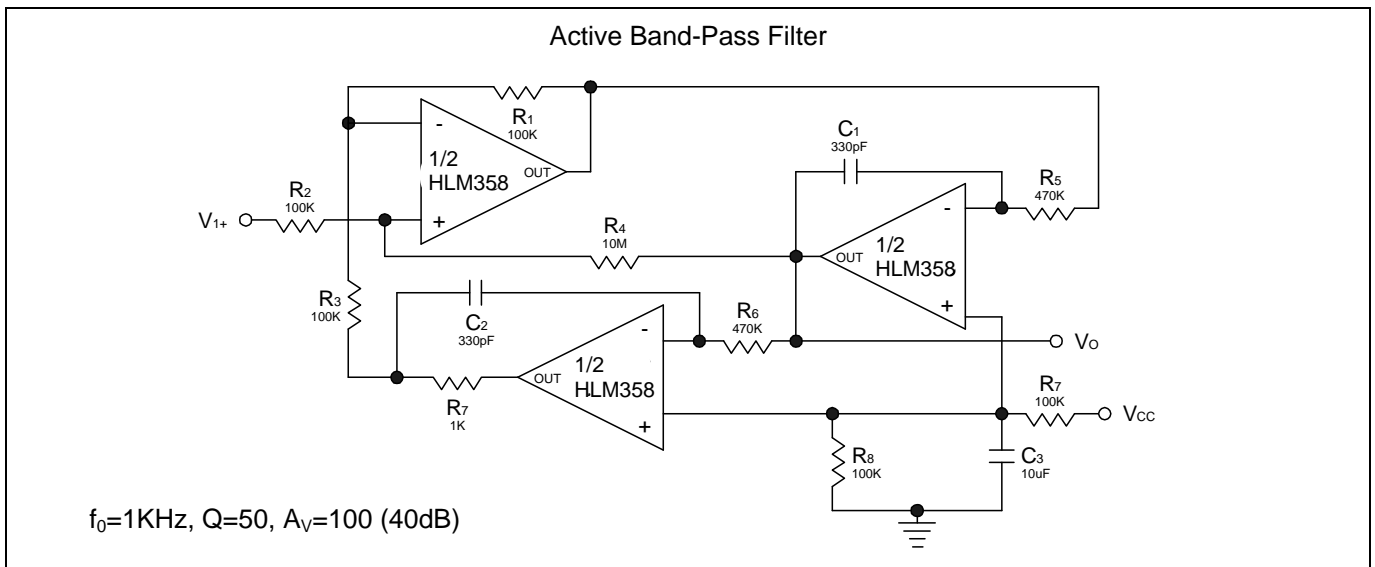 Active Band-Pass Filter
R1
100K
-
1/2
HLM358
OUT
+
C1
330pF
R5
470K
R2
100K
V1+
R4
10M
-
1/2
HLM358
OUT
+
R3
100K
C2
330pF
R6
470K
-
1/2
HLM358
OUT
+
VO
R7
1K
R7
100K
VCC
R8
100K
C3
10uF
f0=1KHz, Q=50, AV=100 (40dB)